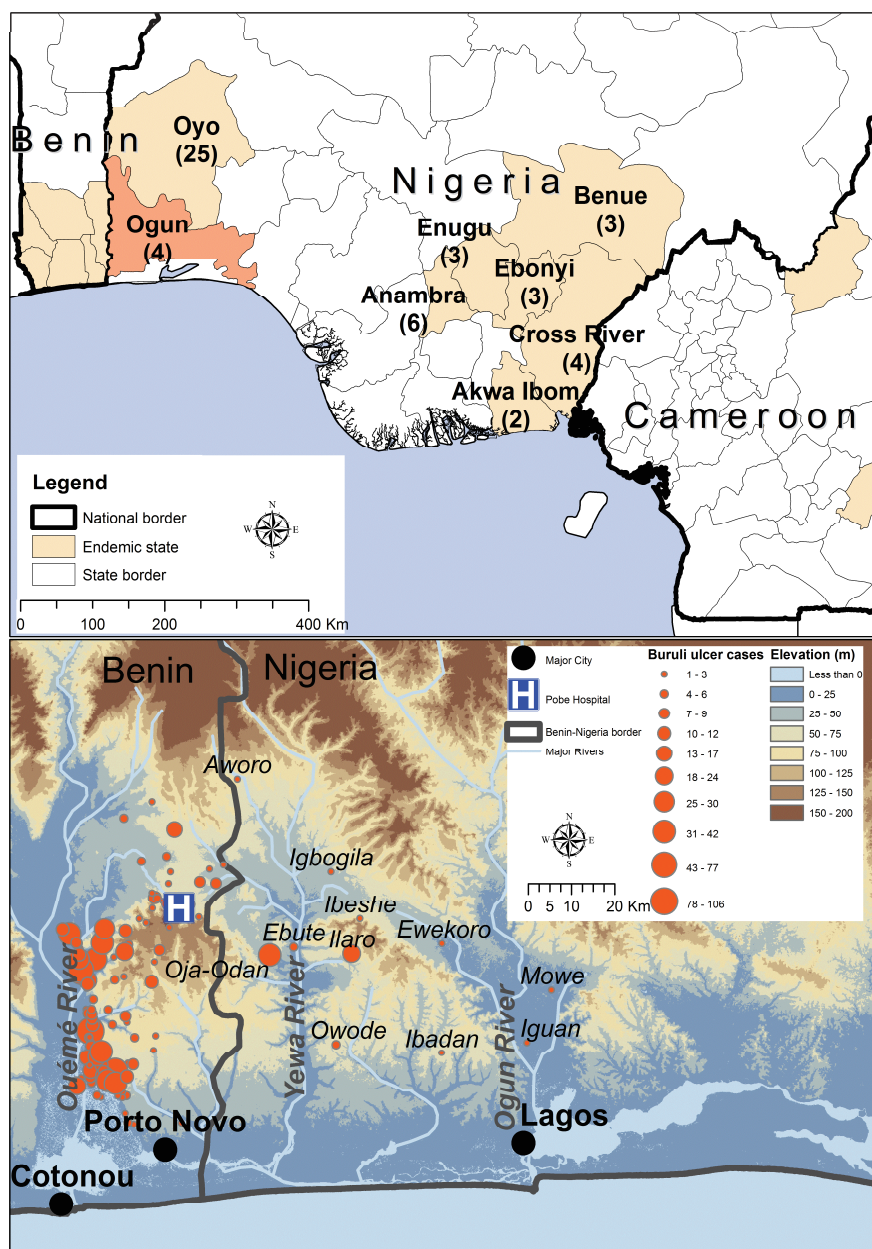 Benin
Oyo
(25)
Nigeria
Benue
(3)
Ogun
(4)
Enugu
(3)
Ebonyi
(3)
Anambra
(6)
Cross River
(4)
Akwa Ibom
(2)
Cameroon
Legend
National border
Endemic state
State border
N
W E
S
0 100 200 400 Km
Benin
Nigeria
Major City
H
Pobe Hospital
Benin-Nigeria border
Major Rivers
Buruli ulcer cases
1 - 3
4 - 6
7 - 9
10 - 12
13 - 17
18 - 24
25 - 30
31 - 42
43 - 77
78 - 106
Elevation (m)
Less than 0
0 - 25
25 - 50
50 - 75
75 - 100
100 - 125
125 - 150
150 - 200
N
W E
S
0 5 10 20 Km
Aworo
Igbogila
H
Ibeshe
Ebute
Ilaro
Ewekoro
Oja-Odan
Mowe
Ouémé River
Yewa River
Ogun River
Owode
Ibadan
Iguan
Porto Novo
Lagos
Cotonou